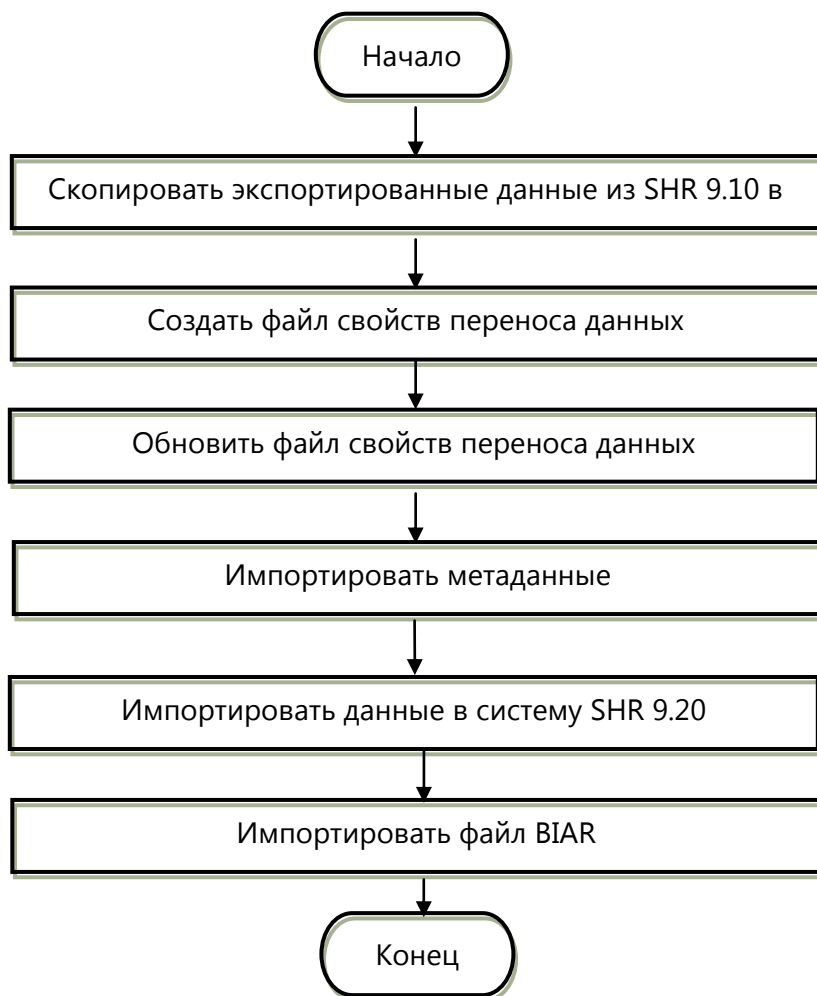 Начало
Скопировать экспортированные данные из SHR 9.10 в
Создать файл свойств переноса данных
Обновить файл свойств переноса данных
Импортировать метаданные
Импортировать данные в систему SHR 9.20
Импортировать файл BIAR
Конец